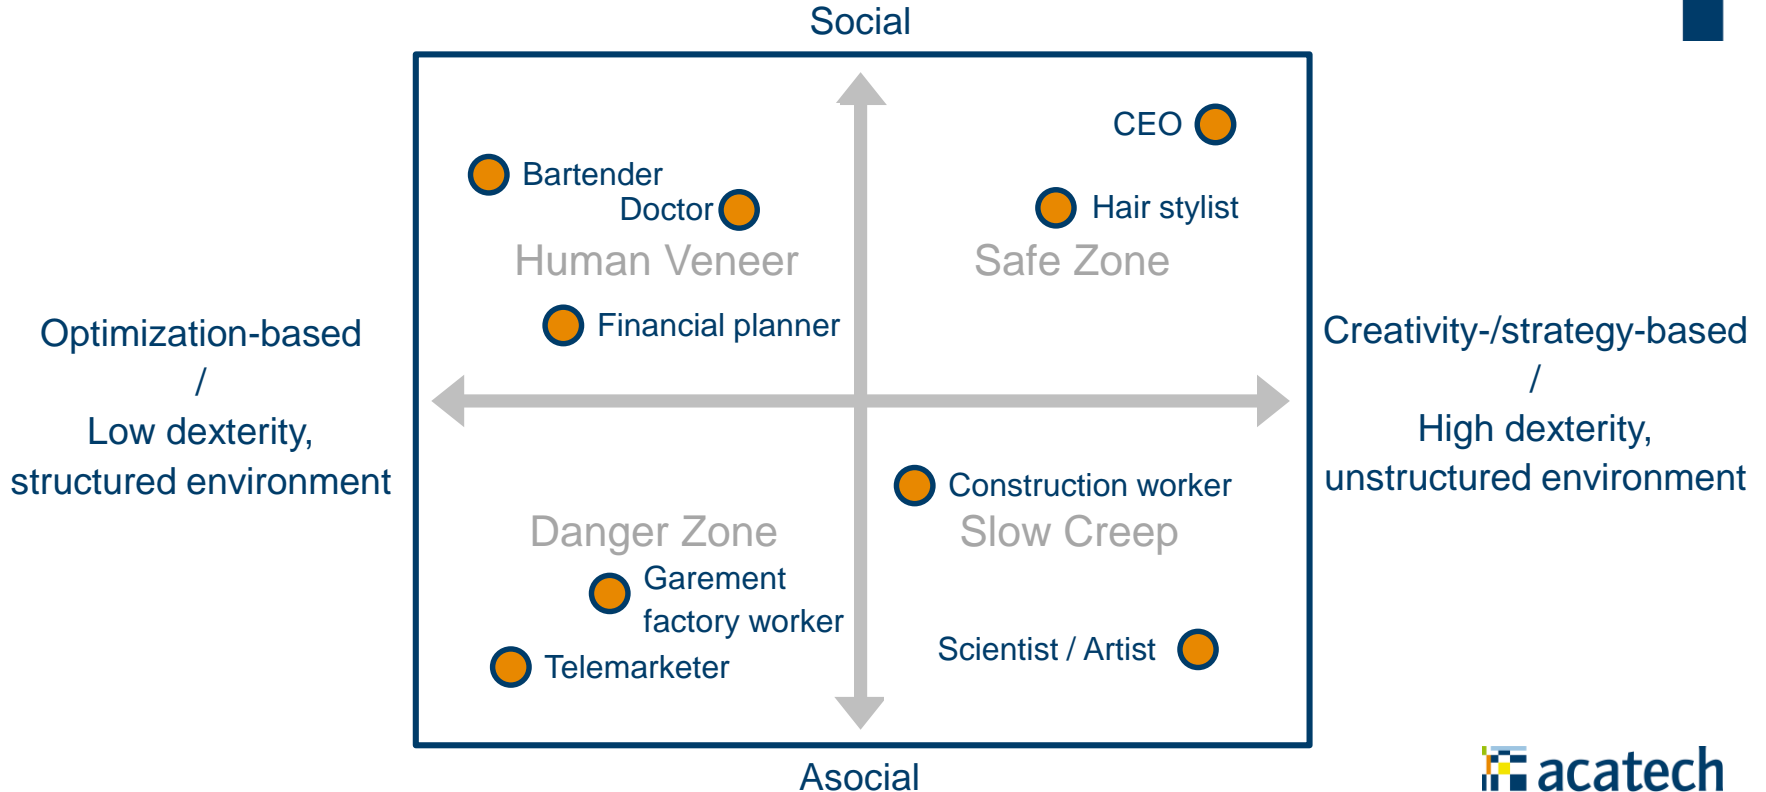 Social
CEO
Bartender
Doctor
Hair stylist
Human Veneer
Safe Zone
Financial planner
Optimization-based
/
Low dexterity,
structured environment
Creativity-/strategy-based
/
High dexterity,
unstructured environment
Construction worker
Danger Zone
Slow Creep
Garement
factory worker
Scientist / Artist
Telemarketer
Asocial
acatech